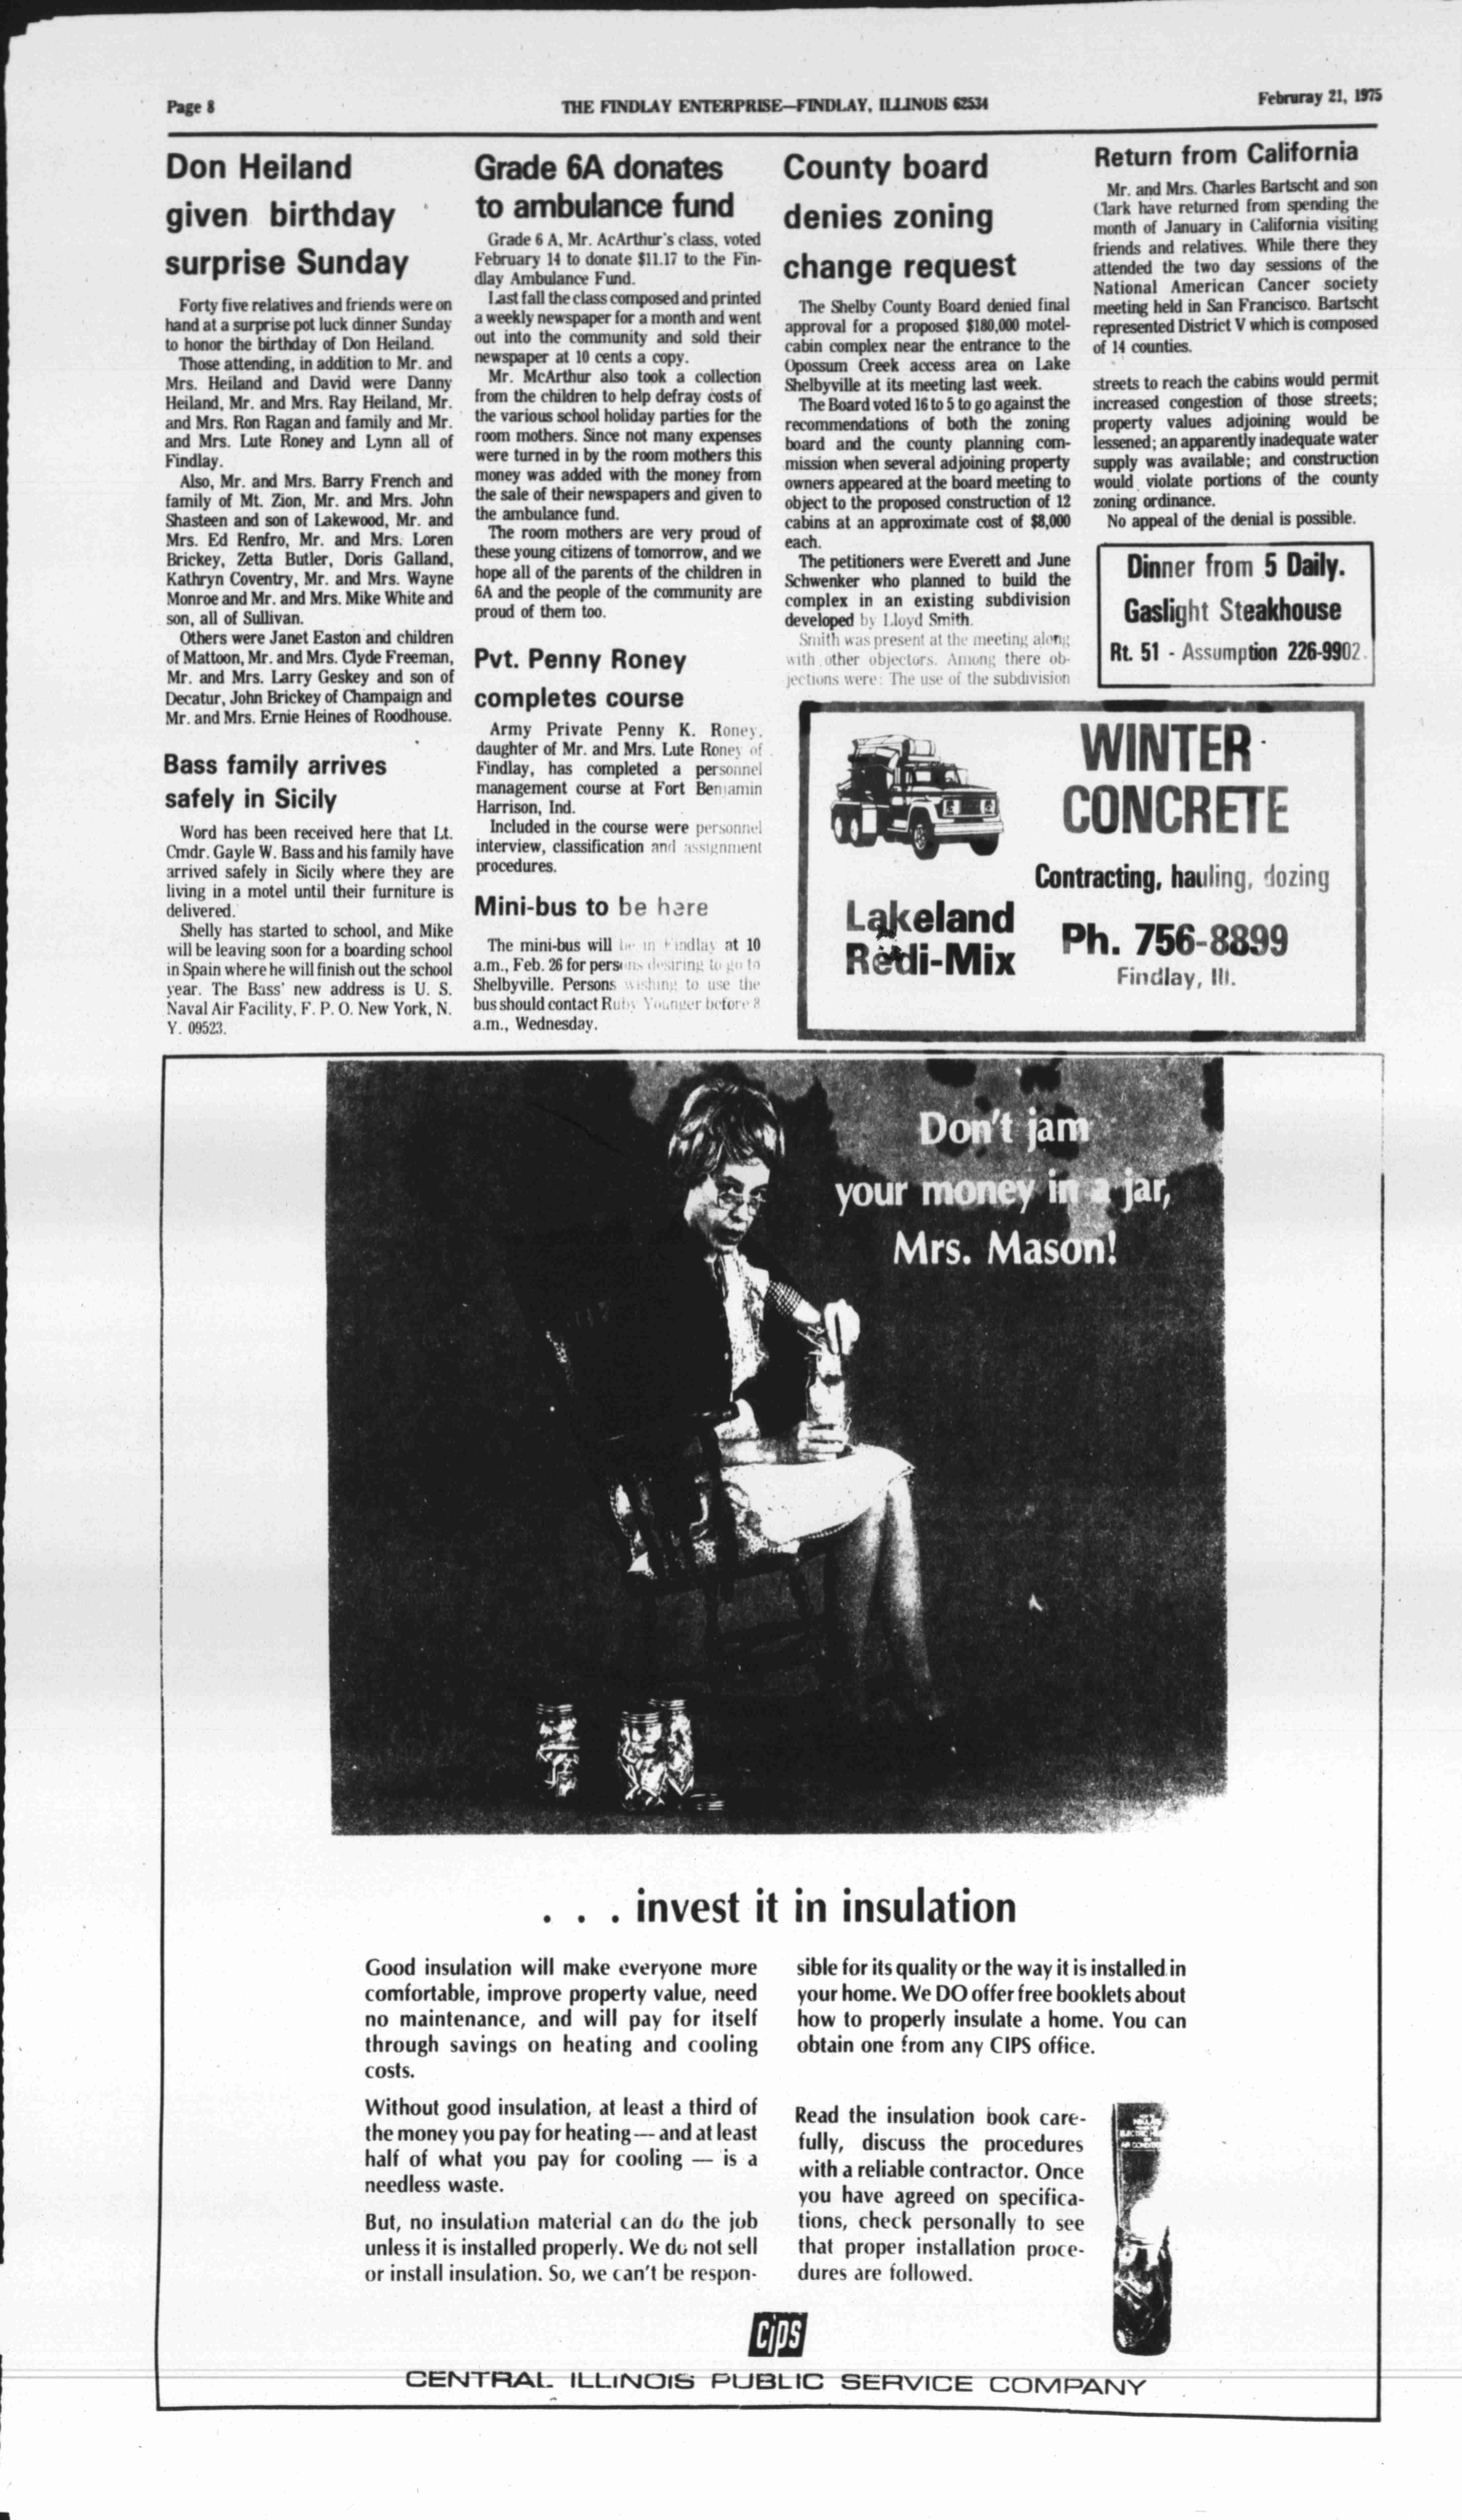 Page 8
THE FINDLAY ENTERPRISE—FINDLAY, ILLINOIS 62534
Februray 21, 1975
Don Heiland
given birthday
surprise Sunday
Forty five relatives and friends were on
hand at a surprise pot luck dinner Sunday
to honor the birthday of Don Heiland.
Those attending, in addition to Mr. and
Mrs. Heiland and David were Danny
Heiland, Mr. and Mrs. Ray Heiland, Mr.
and Mrs. Ron Ragan and family and Mr.
and Mrs. Lute Roney and Lynn all of
Findlay.
Also, Mr. and Mrs. Barry French and
family of Mt. Zion, Mr. and Mrs. John
Shasteen and son of Lakewood, Mr. and
Mrs. Ed Renfro, Mr. and Mrs. Loren
Brickey, Zetta Butler, Doris Galland,
Kathryn Coventry, Mr. and Mrs. Wayne
Monroe and Mr. and Mrs. Mike White and
son, all of Sullivan.
Others were Janet Easton and children
of Mattoon, Mr. and Mrs. Clyde Freeman,
Mr. and Mrs. Larry Geskey and son of
Decatur, John Brickey of Champaign and
Mr. and Mrs. Ernie Heines of Roodhouse.
Bass family arrives
safely in Sicily
Word has been received here that Lt.
Cmdr. Gayle W. Bass and his family have
arrived safely in Sicily where they are
living in a motel until their furniture is
delivered.
Shelly has started to school, and Mike
will be leaving soon for a boarding school
in Spain where he will finish out the school
year. The Bass' new address is U. S.
Naval Air Facility, F. P. O. New York, N.
Y. 09523.
Grade 6A donates
to ambulance fund
Grade 6 A, Mr. AcArthur's class, voted
February 14 to donate $11.17 to the Fin-
dlay Ambulance Fund.
Last fall the class composed and printed
a weekly newspaper for a month and went
out into the community and sold their
newspaper at 10 cents a copy.
Mr. McArthur also took a collection
from the children to help defray costs of
the various school holiday parties for the
room mothers. Since not many expenses
were turned in by the room mothers this
money was added with the money from
the sale of their newspapers and given to
the ambulance fund.
The room mothers are very proud of
these young citizens of tomorrow, and we
hope all of the parents of the children in
6A and the people of the community are
proud of them too.
Pvt. Penny Roney
completes course
Army Private Penny K. Roney,
daughter of Mr. and Mrs. Lute Roney of
Findlay, has completed a personnel
management course at Fort Benjamin
Harrison, Ind.
Included in the course were personnel
interview, classification and assignment
procedures.
Mini-bus to be here
The mini-bus will be in Findlay at 10
a.m., Feb. 26 for persons desiring to go to
Shelbyville. Persons wishing to use the
bus should contact Ruby Younger before 8
a.m., Wednesday.
County board
denies zoning
change request
The Shelby County Board denied final
approval for a proposed $180,000 motel-
cabin complex near the entrance to the
Opossum Creek access area on Lake
Shelbyville at its meeting last week.
The Board voted 16 to 5 to go against the
recommendations of both the zoning
board and the county planning com-
mission when several adjoining property
owners appeared at the board meeting to
object to the proposed construction of 12
cabins at an approximate cost of $8,000
each.
The petitioners were Everett and June
Schwenker who planned to build the
complex in an existing subdivision
developed by Lloyd Smith.
Smith was present at the meeting along
with other objectors. Among there ob-
jections were: The use of the subdivision
Return from California
Mr. and Mrs. Charles Bartscht and son
Clark have returned from spending the
month of January in California visiting
friends and relatives. While there they
attended the two day sessions of the
National American Cancer society
meeting held in San Francisco. Bartscht
represented District V which is composed
of 14 counties.
streets to reach the cabins would permit
increased congestion of those streets;
property values adjoining would be
lessened; an apparently inadequate water
supply was available; and construction
would violate portions of the county
zoning ordinance.
No appeal of the denial is possible.
Dinner from 5 Daily.
Gaslight Steakhouse
Rt. 51 - Assumption 226-9902
WINTER
CONCRETE
Contracting, hauling, dozing
Lakeland
Redi-Mix
Ph. 756-8899
Findlay, Ill.
Don't jam
your money in a jar,
Mrs. Mason!
. . . invest it in insulation
Good insulation will make everyone more
comfortable, improve property value, need
no maintenance, and will pay for itself
through savings on heating and cooling
costs.
Without good insulation, at least a third of
the money you pay for heating — and at least
half of what you pay for cooling — is a
needless waste.
But, no insulation material can do the job
unless it is installed properly. We do not sell
or install insulation. So, we can't be respon-
sible for its quality or the way it is installed in
your home. We DO offer free booklets about
how to properly insulate a home. You can
obtain one from any CIPS office.
Read the insulation book care-
fully, discuss the procedures
with a reliable contractor. Once
you have agreed on specifica-
tions, check personally to see
that proper installation proce-
dures are followed.
CIPS
CENTRAL ILLINOIS PUBLIC SERVICE COMPANY